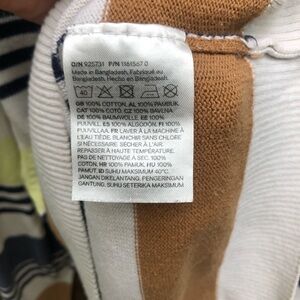 O/N 925731 P/N 1161567 0
Made in Bangladesh, Fabriqué au
Bangladesh, Hecho en Bangladesh
40
GB 100% COTTON, AL 100% PAMBUK,
CAT 100% COTÓ, CZ 100% BAVLNA
DE 100% BAUMWOLLE, EE 100%
PUUVILL, ES 100% ALGODÓN, FI 100%
PUUVILLAA) FR LAVER À LA MACHINE À
L'EAU TIÈDE, BLANCHIR SANS CHLORE
SI NÉCESSAIRE SÉCHER À L'AIR.
REPASSER À HAUTE TEMPÉRATURE.
PAS DE NETTOYAGE À SEC. 100%
COTON, HR 100% PAMUK, HU 100%
PAMUT ID SUHU MAKSIMUM 40°C.
JANGAN DIKELANTANG. PENGERINGAN
GANTUNG. SUHU SETERIKA MAKSIMUM